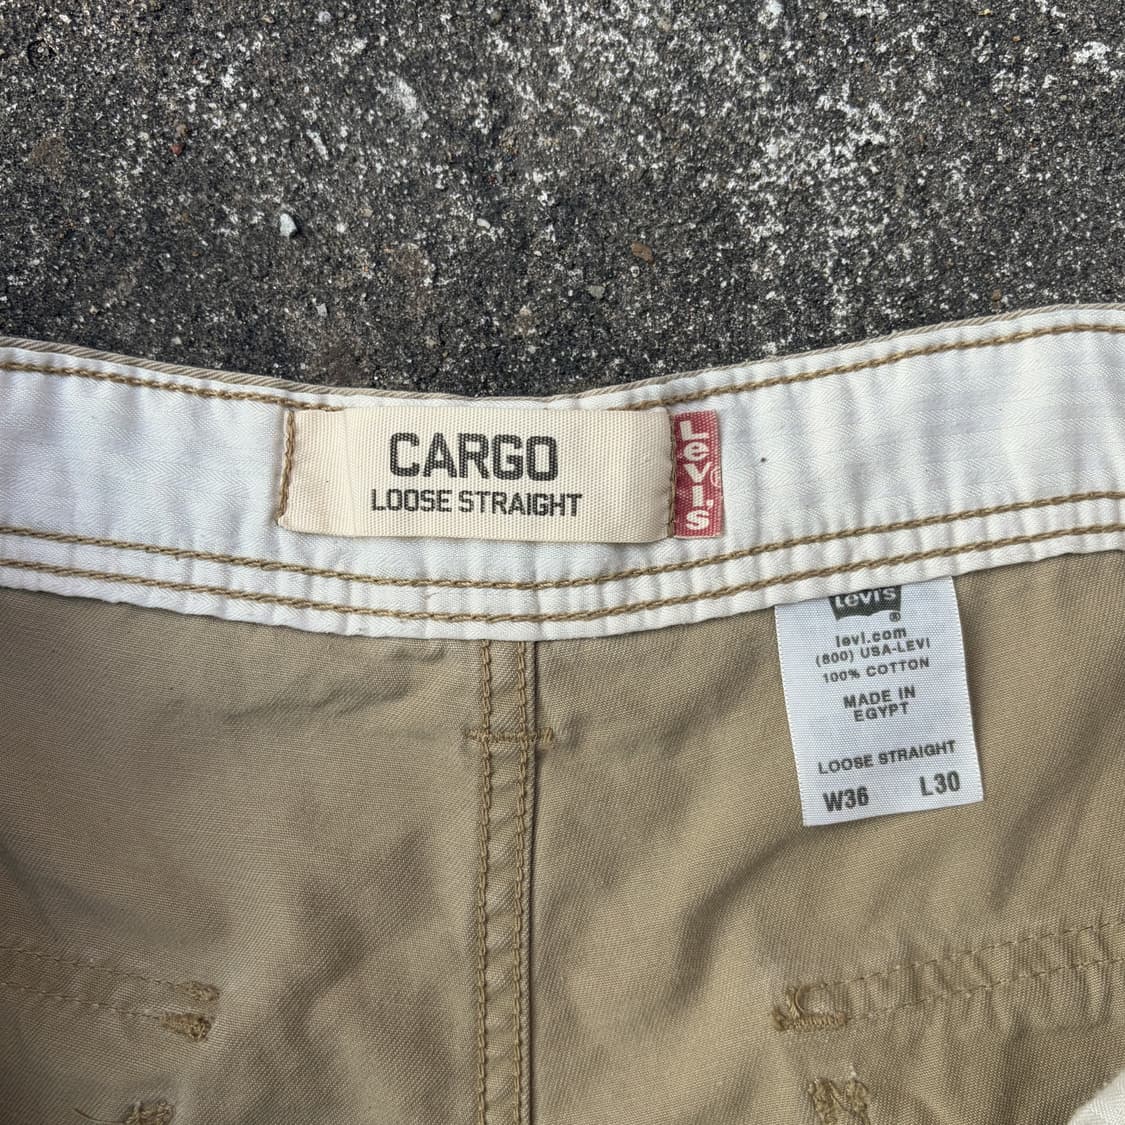 CARGO
LOOSE STRAIGHT
Levi's
Levi's
®
levi.com
(800) USA-LEVI
100% COTTON
MADE IN
EGYPT
LOOSE STRAIGHT
W36 L30